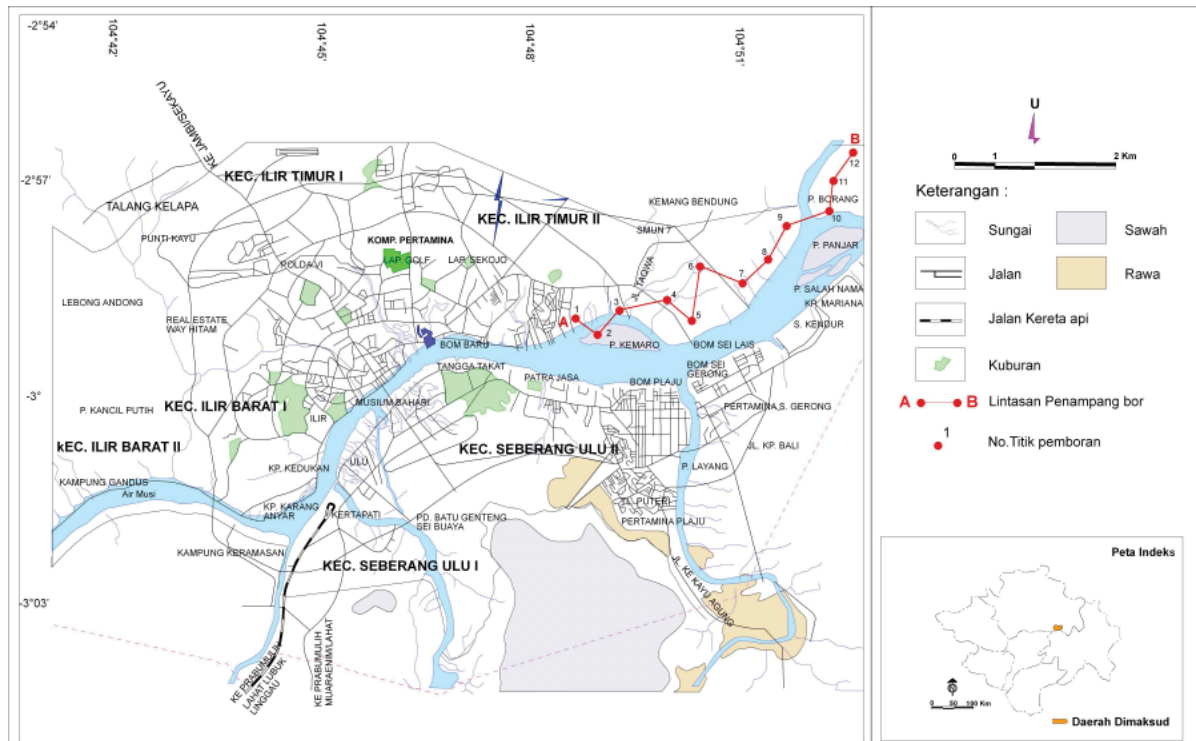 -2°54'
104°42'
104°45'
104°48'
104°51'
-2°57'
-3°
-3°03'
KE JAMBI/SEKAYU
KEC. ILIR TIMUR I
TALANG KELAPA
PUNTI KAYU
KEC. ILIR TIMUR II
KEMANG BENDUNG
SMUN 7
P. BORANG
KOMP. PERTAMINA
LAP. GOLF
LAP. SEKOJO
POLDA VI
JL. TAQWA
P. PANJAR
P. SALAH NAMA
KP. MARIANA
S. KENDUR
LEBONG ANDONG
REAL ESTATE
WAY HITAM
A
B
1
2
3
4
5
6
7
8
9
10
11
12
P. KEMARO
BOM BARU
BOM SEI LAIS
TANGGA TAKAT
PATRA JASA
BOM PLAJU
BOM SEI
GERONG
MUSIUM BAHARI
PERTAMINA S. GERONG
P. KANCIL PUTIH
KEC. ILIR BARAT I
ILIR
kEC. ILIR BARAT II
KEC. SEBERANG ULU II
JL. KP. BALI
KP. KEDUKAN
ULU
P. LAYANG
KAMPUNG GANDUS
Air Musi
KP. KARANG
ANYAR
KERTAPATI
PUTERI
PERTAMINA PLAJU
PD. BATU GENTENG
SEI BUAYA
KAMPUNG KERAMASAN
KEC. SEBERANG ULU I
JL. KE KAYU AGUNG
KE PRABUMULIH
LAHAT LUBUK
LINGGAU
KE PRABUMULIH
MUARAENIM/LAHAT
U
0 1 2 Km
Keterangan :
Sungai
Sawah
Jalan
Rawa
Jalan Kereta api
Kuburan
A B Lintasan Penampang bor
1 No.Titik pemboran
Peta Indeks
0 50 100 Km
Daerah Dimaksud